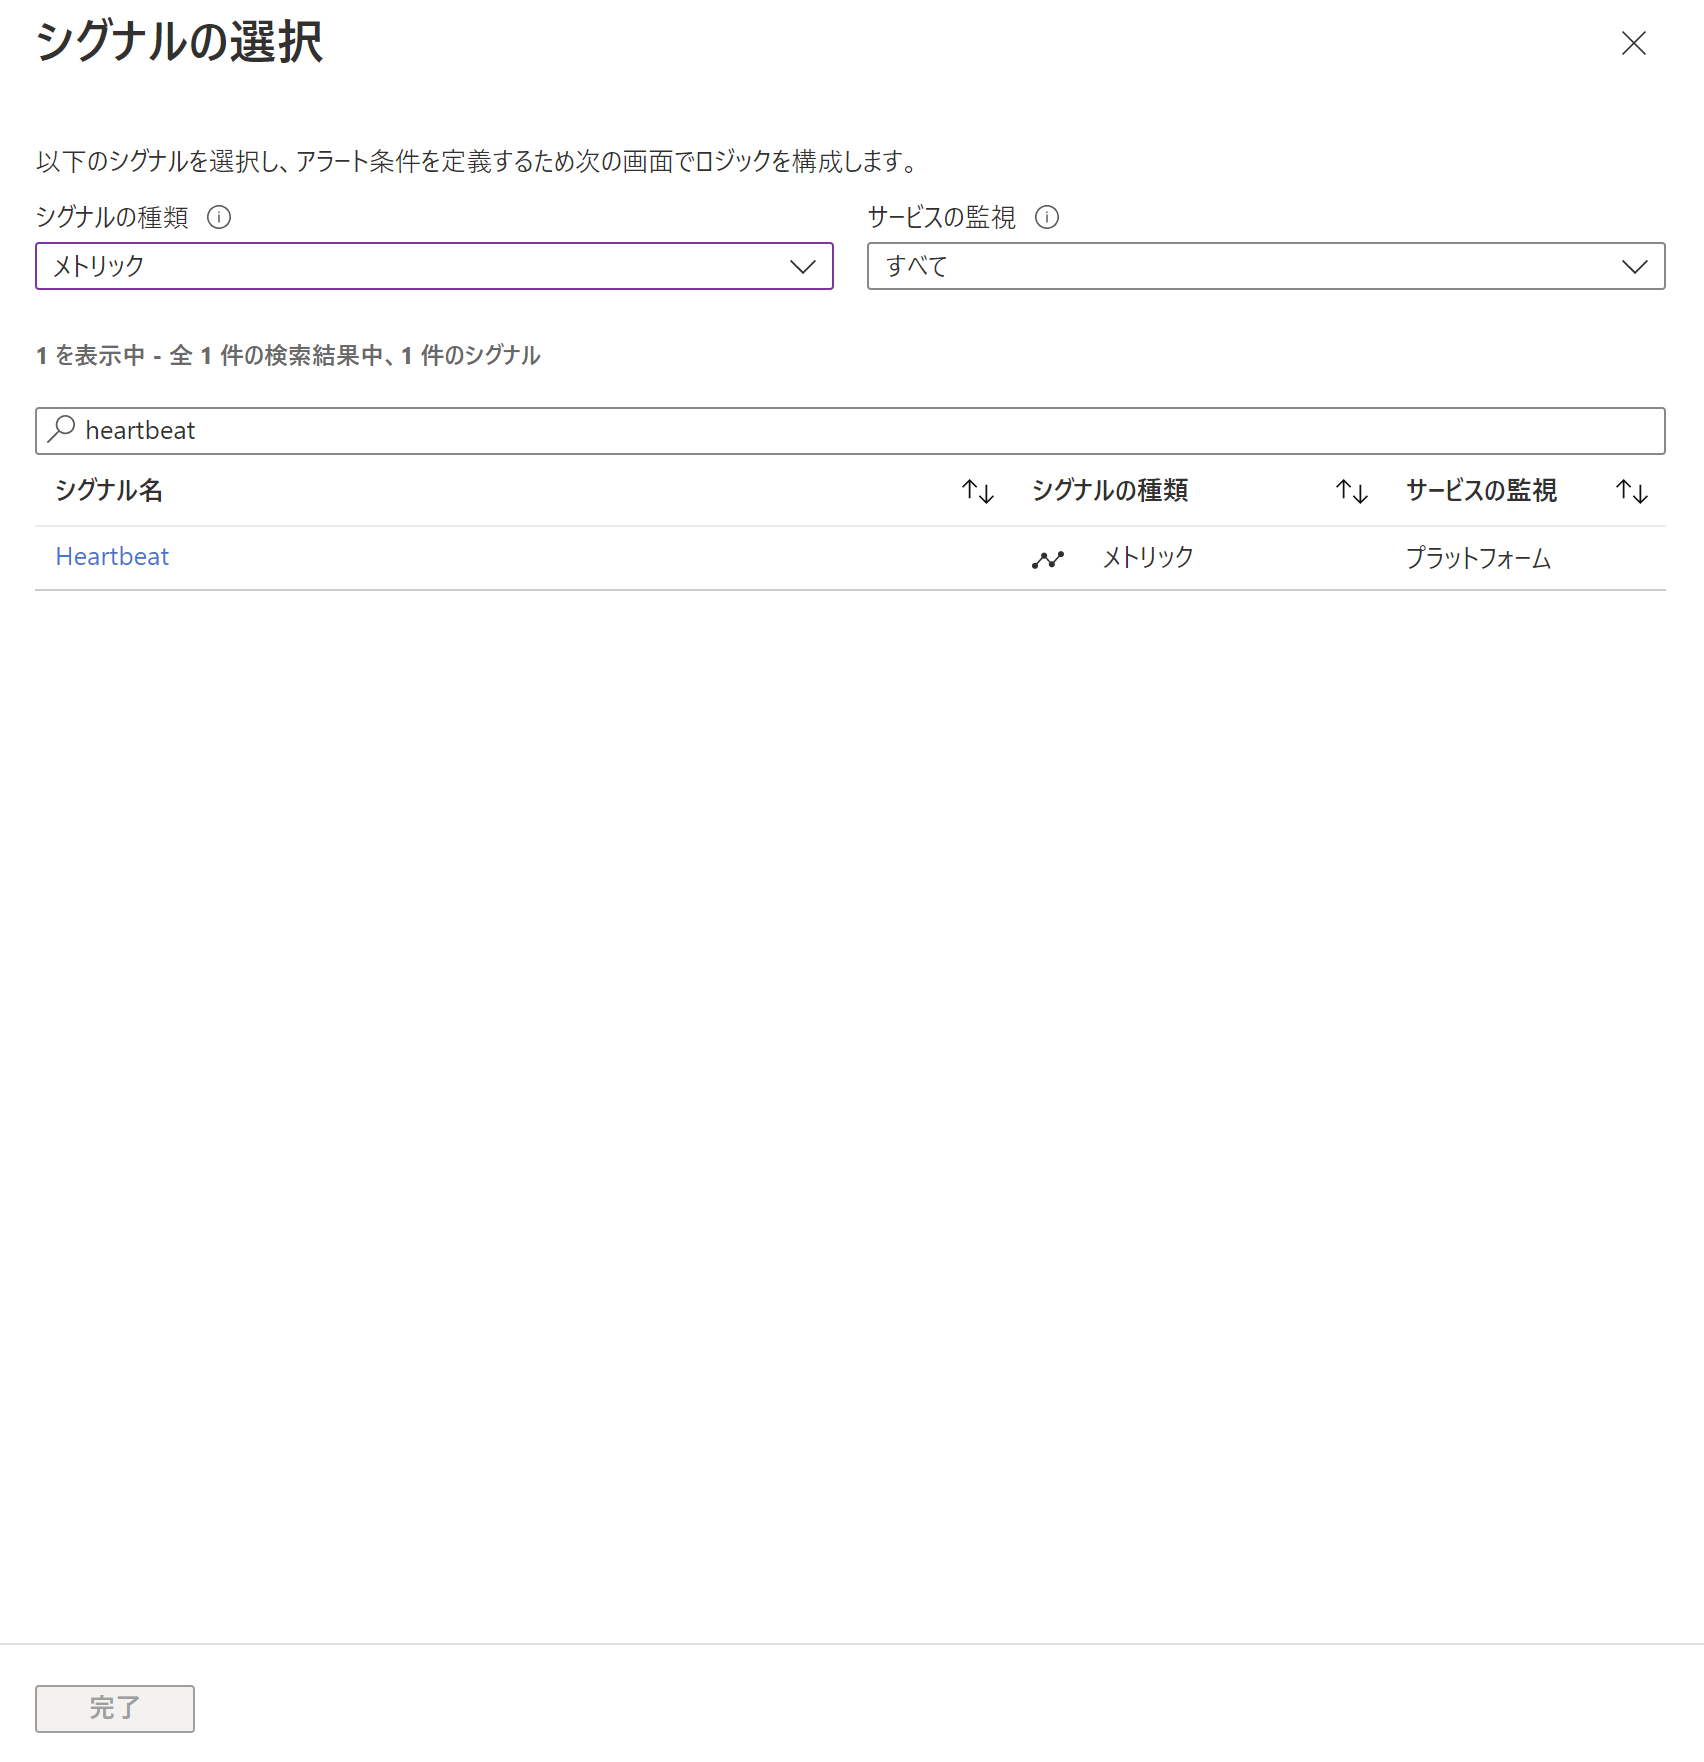 シグナルの選択
以下のシグナルを選択し、アラート条件を定義するため次の画面でロジックを構成します。
シグナルの種類 サービスの監視
メトリック すべて
1 を表示中 - 全 1 件の検索結果中、1 件のシグナル
heartbeat
シグナル名 シグナルの種類 サービスの監視
Heartbeat メトリック プラットフォーム
完了